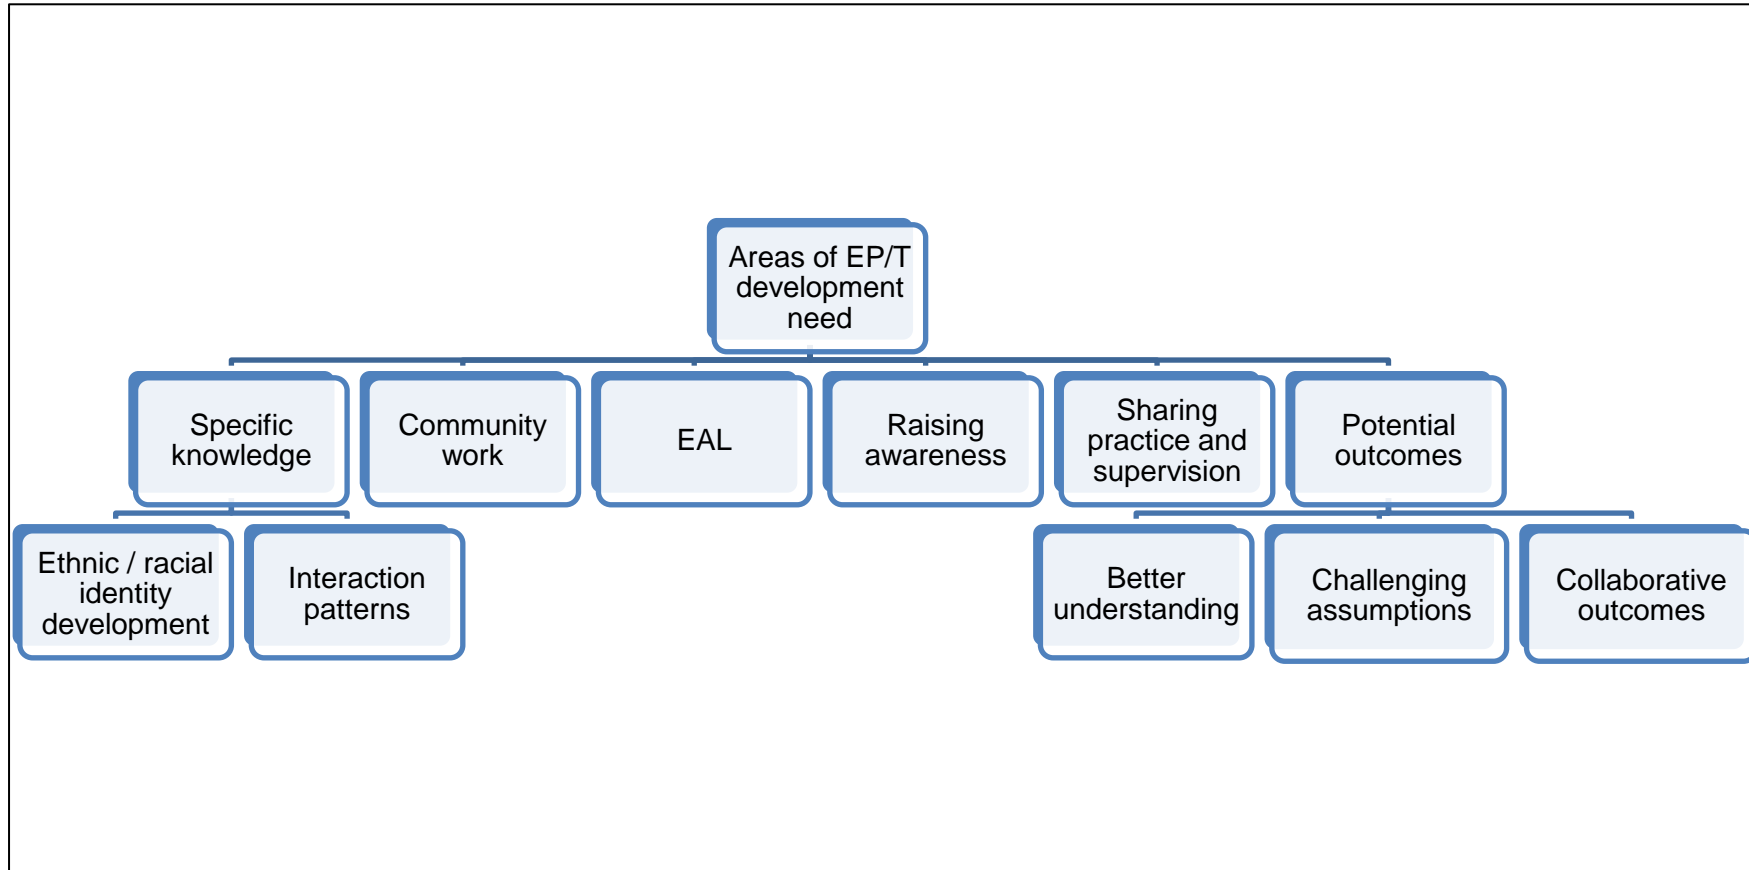 Areas of EP/T
development
need
Specific
knowledge
Community
work
EAL
Raising
awareness
Sharing
practice and
supervision
Potential
outcomes
Ethnic / racial
identity
development
Interaction
patterns
Better
understanding
Challenging
assumptions
Collaborative
outcomes